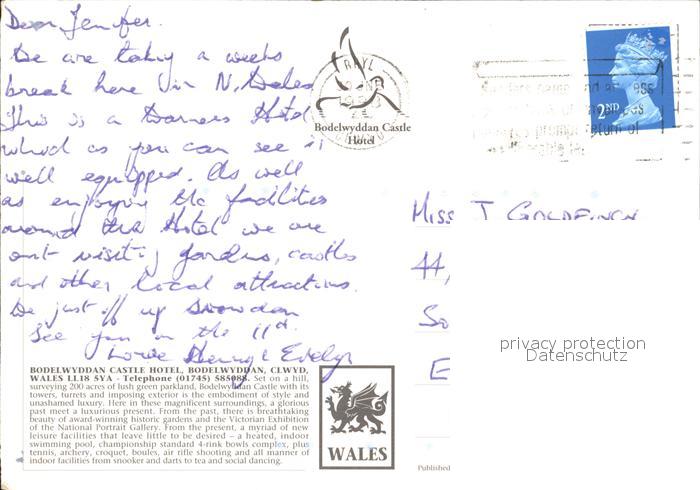 Dear Jennifer.
We are taking a weeks
break here in N. Wales
This is a Warners Hotel
which as you can see is
well equipped. As well
as enjoying the facilities
around the Hotel we are
out visiting gardens, castles
and other local attractions.
We just off up Snowdon
See you on the 11th
Love Henry & Evelyn
BODELWYDDAN CASTLE HOTEL, BODELWYDDAN, CLWYD,
WALES LL18 5YA - Telephone (01745) 585088. Set on a hill,
surveying 200 acres of lush green parkland, Bodelwyddan Castle with its
towers, turrets and imposing exterior is the embodiment of style and
unashamed luxury. Here in these magnificent surroundings, a glorious
past meet a luxurious present. From the past, there is breathtaking
beauty of award-winning historic gardens and the Victorian Exhibition
of the National Portrait Gallery. From the present, a myriad of new
leisure facilities that leave little to be desired – a heated, indoor
swimming pool, championship standard 4-rink bowls complex, plus
tennis, archery, croquet, boules, air rifle shooting and all manner of
indoor facilities from snooker and darts to tea and social dancing.
Bodelwyddan Castle
Hotel
RHYL
2ND
return of
MISS J
44,
So
E
privacy protection
Datenschutz
WALES
Published